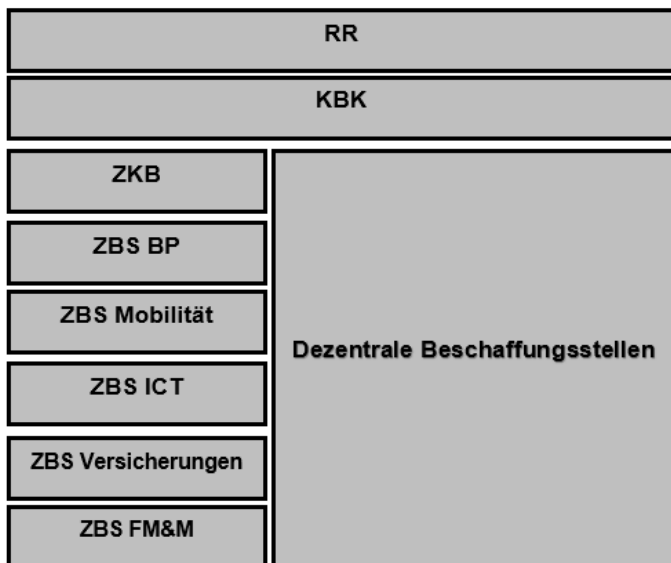 RR
KBK
ZKB
ZBS BP
ZBS Mobilität
ZBS ICT
ZBS Versicherungen
ZBS FM&M
Dezentrale Beschaffungsstellen